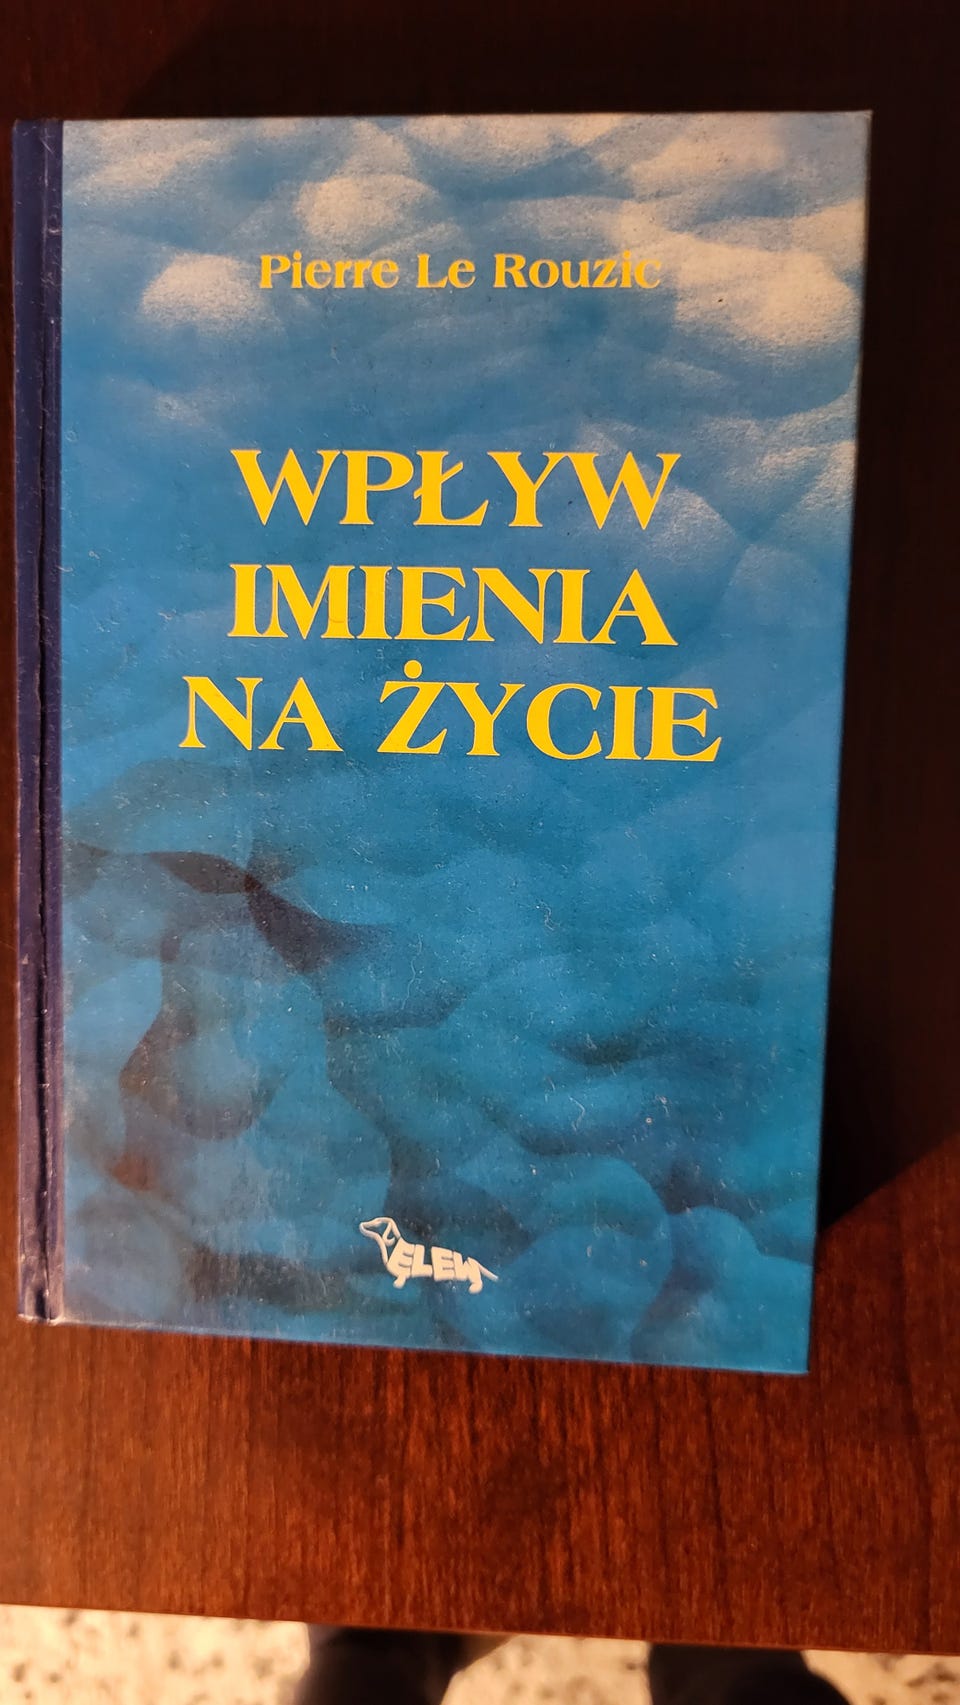 Pierre Le Rouzic
WPŁYW
IMIENIA
NA ŻYCIE
ELEW